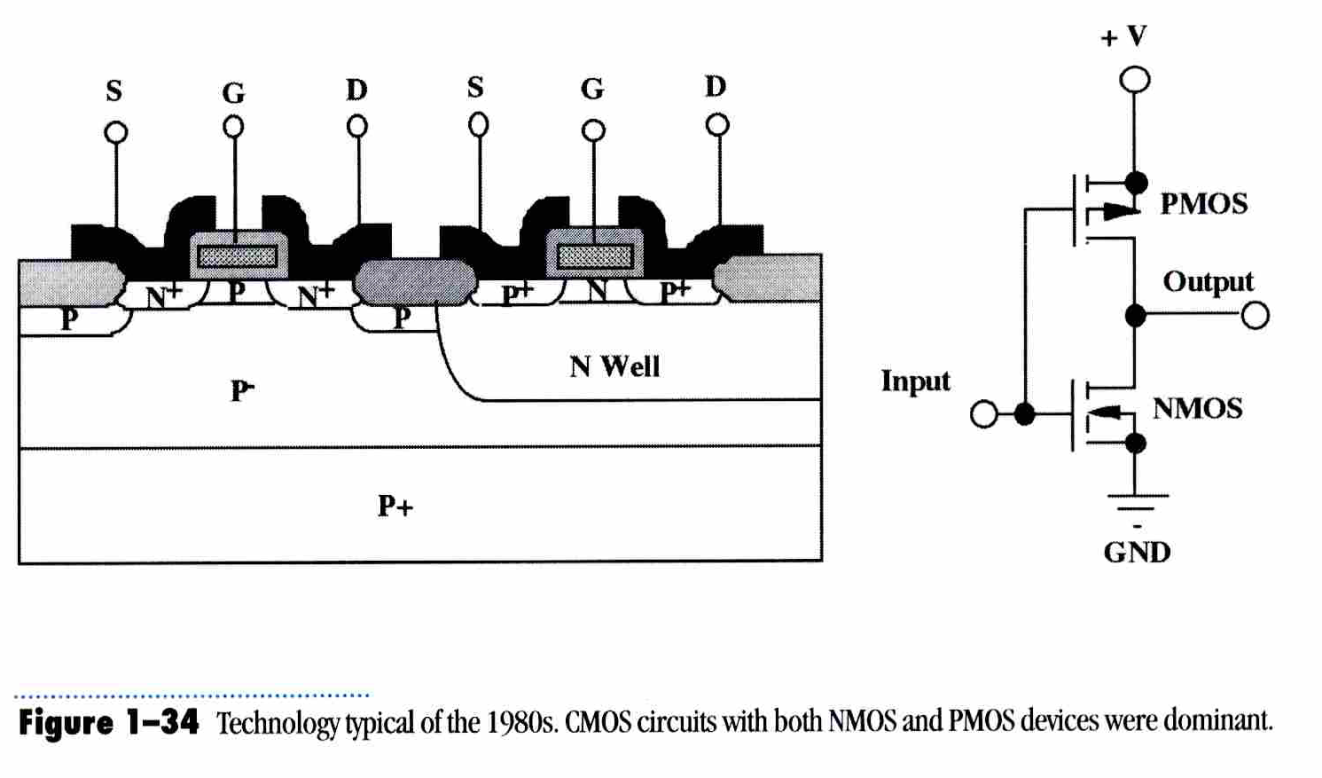 + V
S G D S G D
PMOS
N+ P N+ P+ N P+
P P
Output
N Well
P-
Input
NMOS
P+
-
GND
Figure 1–34 Technology typical of the 1980s. CMOS circuits with both NMOS and PMOS devices were dominant.